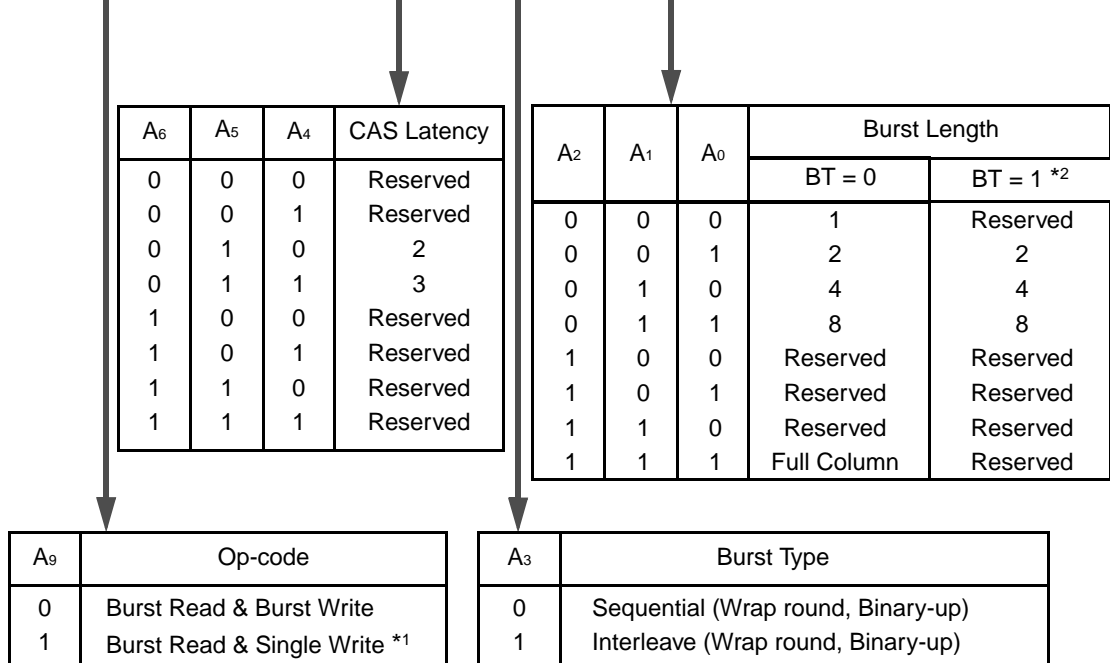 A6 A5 A4 CAS Latency
0 0 0 Reserved
0 0 1 Reserved
0 1 0 2
0 1 1 3
1 0 0 Reserved
1 0 1 Reserved
1 1 0 Reserved
1 1 1 Reserved
A2 A1 A0 Burst Length
BT = 0 BT = 1 *2
0 0 0 1 Reserved
0 0 1 2 2
0 1 0 4 4
0 1 1 8 8
1 0 0 Reserved Reserved
1 0 1 Reserved Reserved
1 1 0 Reserved Reserved
1 1 1 Full Column Reserved
A9 Op-code
0 Burst Read & Burst Write
1 Burst Read & Single Write *1
A3 Burst Type
0 Sequential (Wrap round, Binary-up)
1 Interleave (Wrap round, Binary-up)